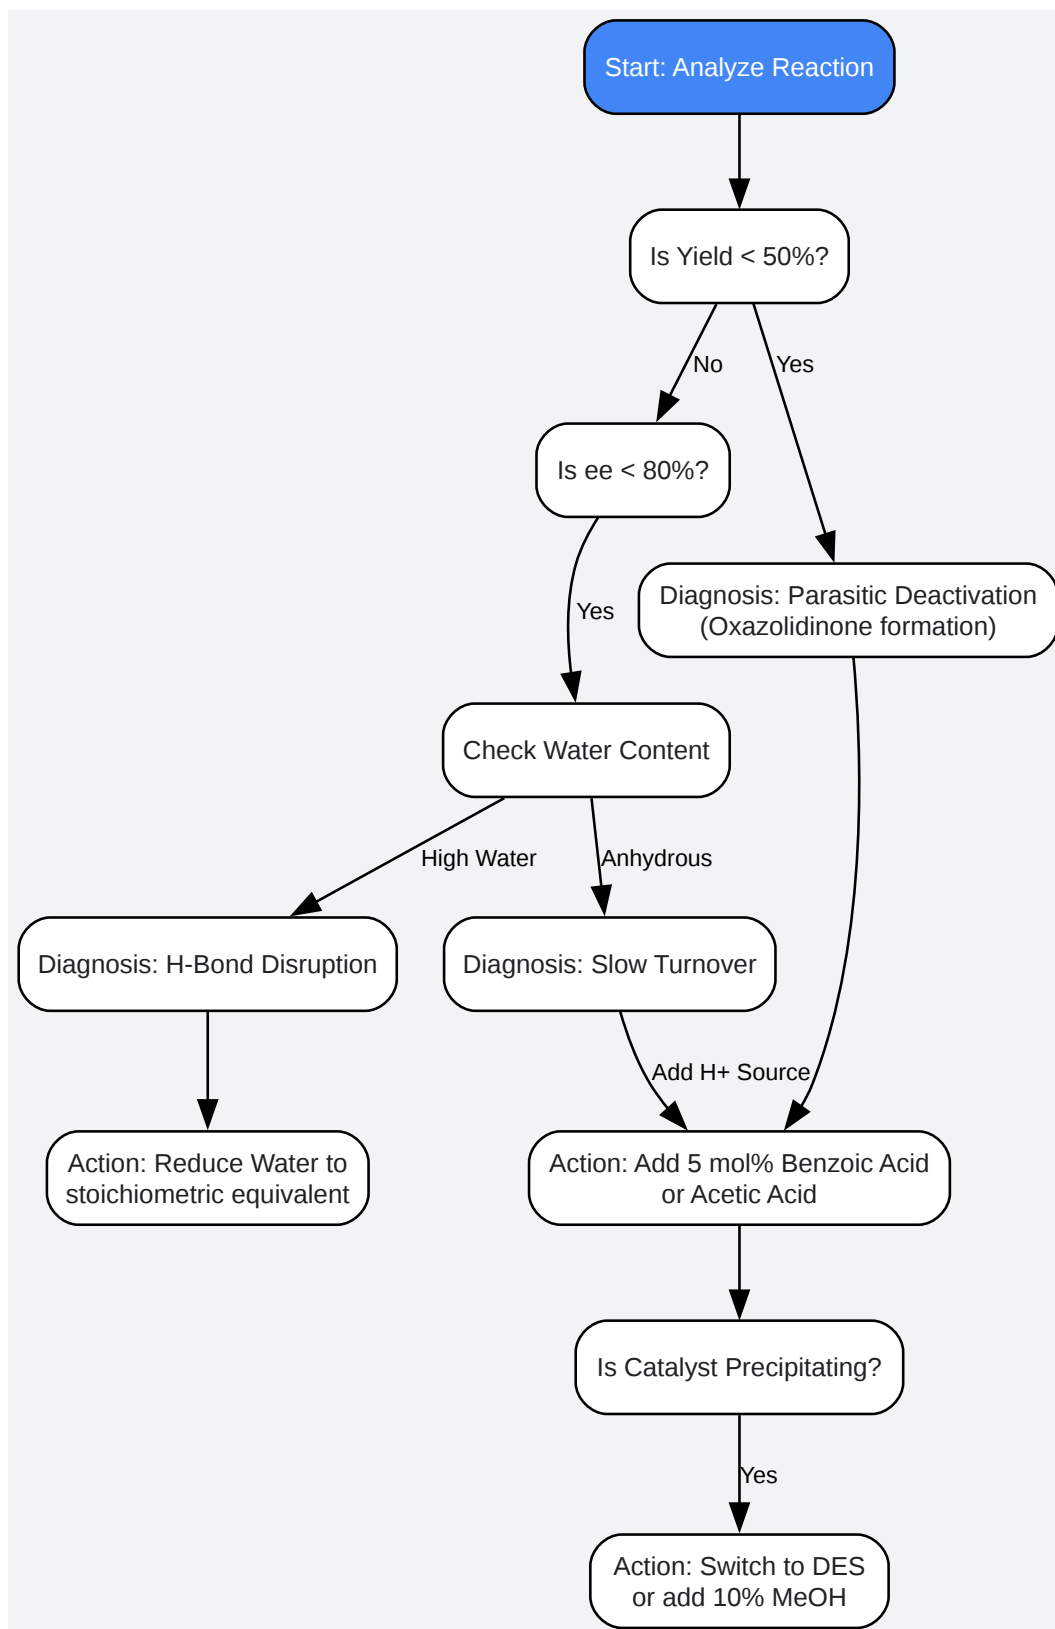 Start: Analyze Reaction
Is Yield < 50%?
No
Yes
Is ee < 80%?
Diagnosis: Parasitic Deactivation
(Oxazolidinone formation)
Yes
Check Water Content
High Water
Anhydrous
Diagnosis: H-Bond Disruption
Diagnosis: Slow Turnover
Add H+ Source
Action: Reduce Water to
stoichiometric equivalent
Action: Add 5 mol% Benzoic Acid
or Acetic Acid
Is Catalyst Precipitating?
Yes
Action: Switch to DES
or add 10% MeOH